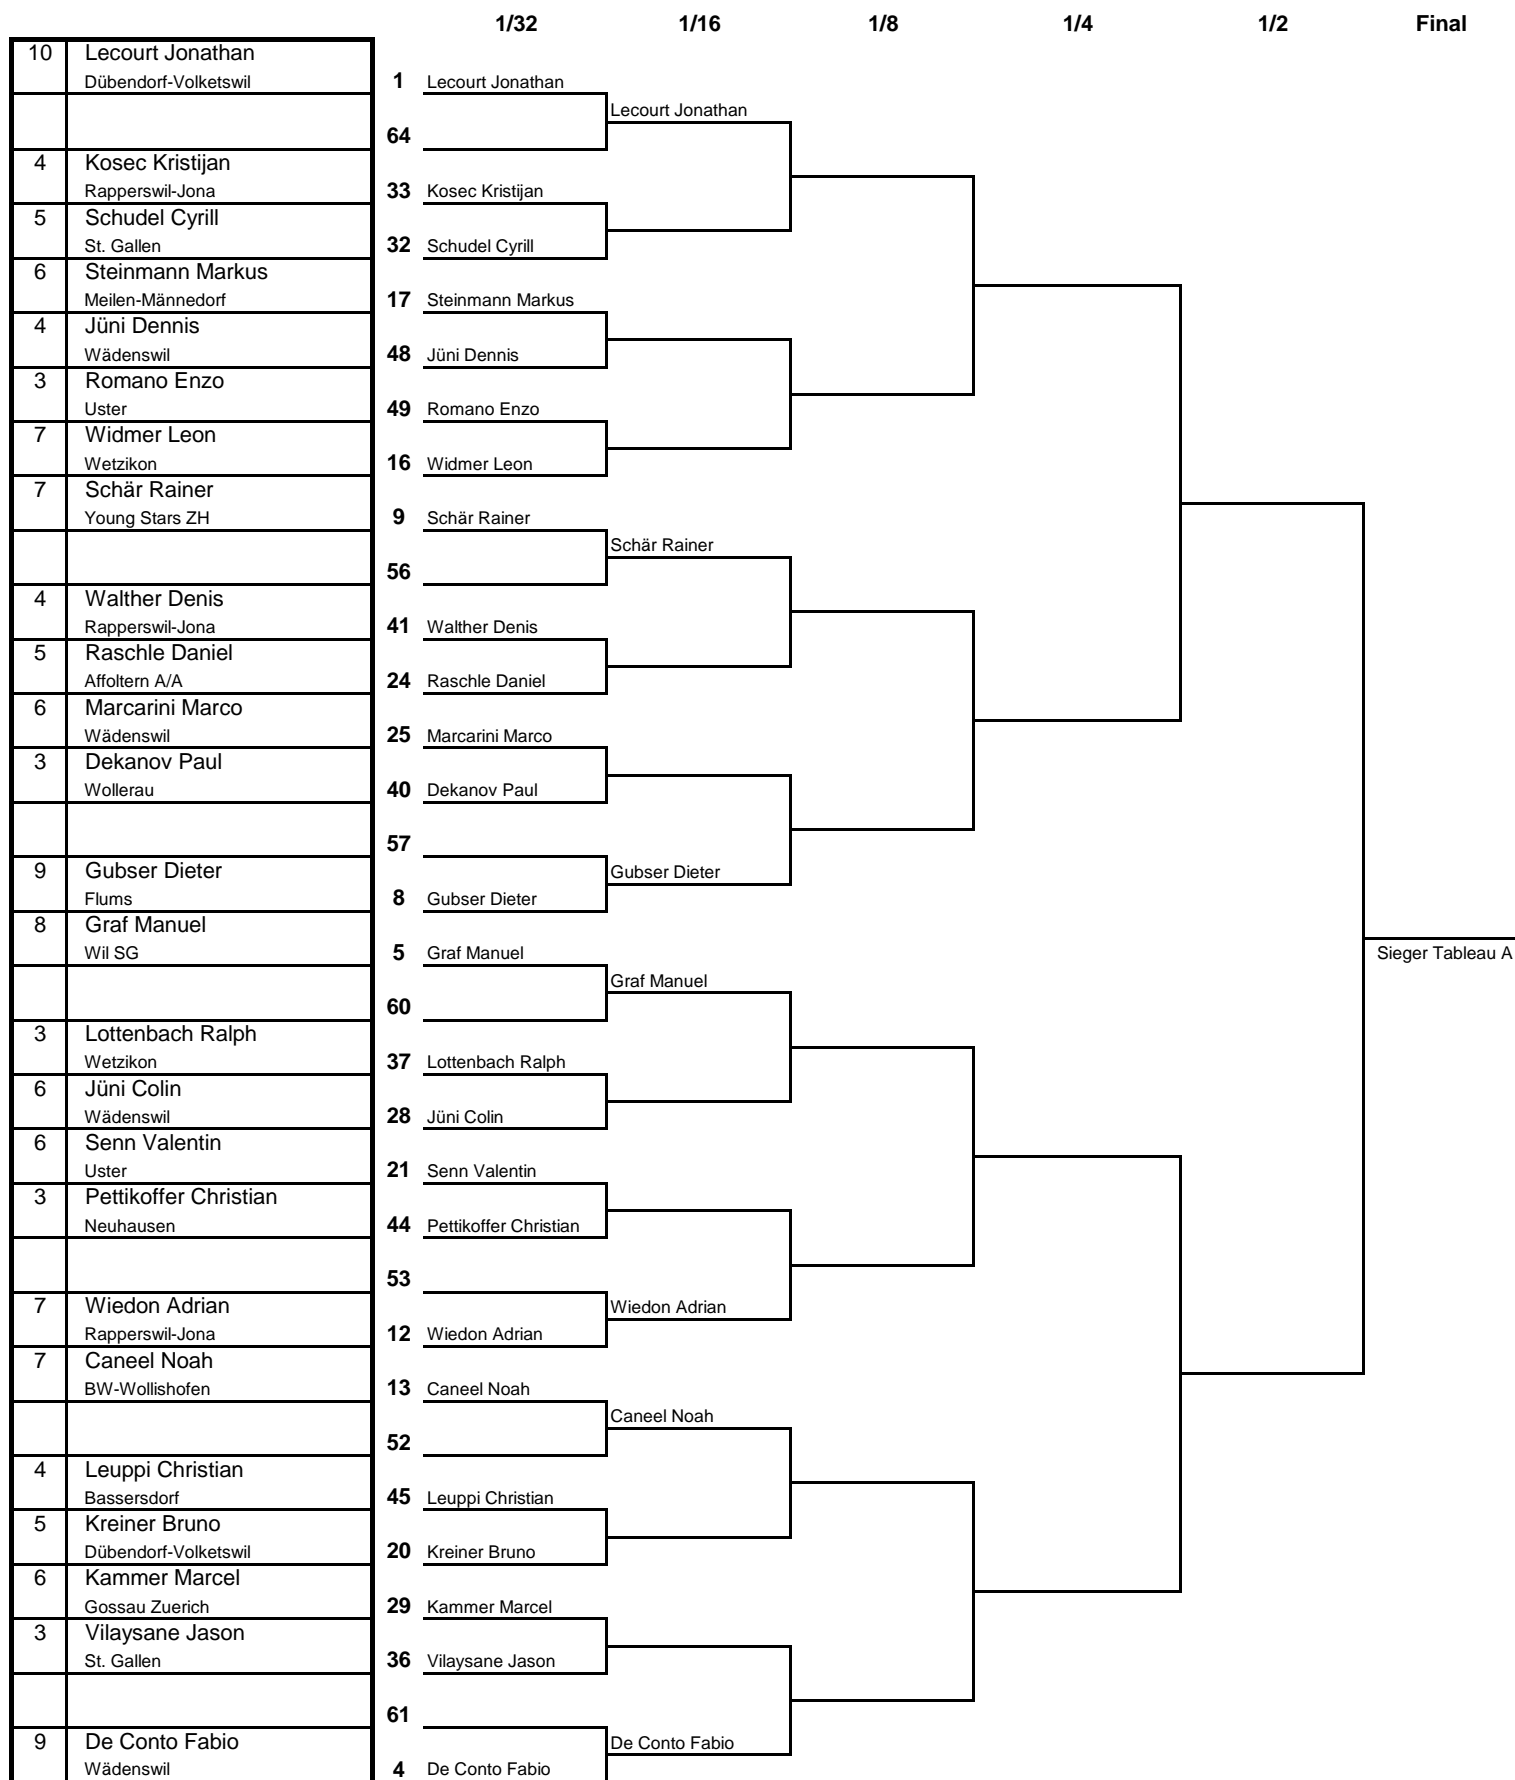 1/32 1/16 1/8 1/4 1/2 Final
10 Lecourt Jonathan
Dübendorf-Volketswil 1 Lecourt Jonathan
Lecourt Jonathan
64
4 Kosec Kristijan
Rapperswil-Jona 33 Kosec Kristijan
5 Schudel Cyrill
St. Gallen 32 Schudel Cyrill
6 Steinmann Markus
Meilen-Männedorf 17 Steinmann Markus
4 Jüni Dennis
Wädenswil 48 Jüni Dennis
3 Romano Enzo
Uster 49 Romano Enzo
7 Widmer Leon
Wetzikon 16 Widmer Leon
7 Schär Rainer
Young Stars ZH 9 Schär Rainer
Schär Rainer
56
4 Walther Denis
Rapperswil-Jona 41 Walther Denis
5 Raschle Daniel
Affoltern A/A 24 Raschle Daniel
6 Marcarini Marco
Wädenswil 25 Marcarini Marco
3 Dekanov Paul
Wollerau 40 Dekanov Paul
57
9 Gubser Dieter Gubser Dieter
Flums 8 Gubser Dieter
8 Graf Manuel
Wil SG 5 Graf Manuel Sieger Tableau A
Graf Manuel
60
3 Lottenbach Ralph
Wetzikon 37 Lottenbach Ralph
6 Jüni Colin
Wädenswil 28 Jüni Colin
6 Senn Valentin
Uster 21 Senn Valentin
3 Pettikoffer Christian
Neuhausen 44 Pettikoffer Christian
53
7 Wiedon Adrian Wiedon Adrian
Rapperswil-Jona 12 Wiedon Adrian
7 Caneel Noah
BW-Wollishofen 13 Caneel Noah
Caneel Noah
52
4 Leuppi Christian
Bassersdorf 45 Leuppi Christian
5 Kreiner Bruno
Dübendorf-Volketswil 20 Kreiner Bruno
6 Kammer Marcel
Gossau Zuerich 29 Kammer Marcel
3 Vilaysane Jason
St. Gallen 36 Vilaysane Jason
61
9 De Conto Fabio De Conto Fabio
Wädenswil 4 De Conto Fabio